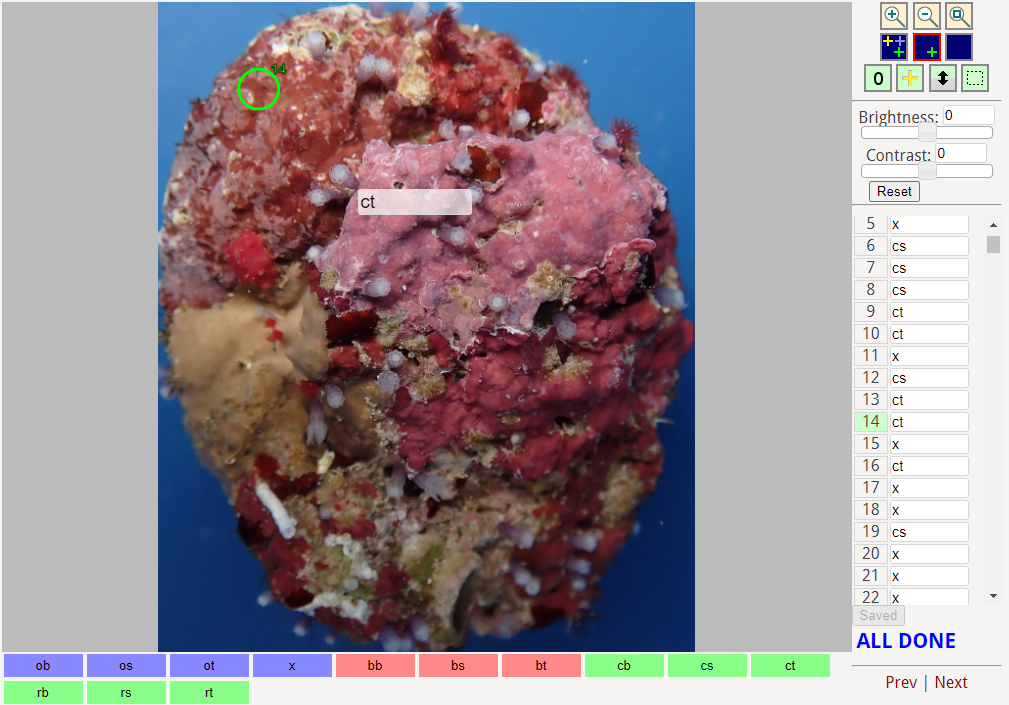 14
ct
0
Brightness: 0
Contrast: 0
Reset
5 x
6 cs
7 cs
8 cs
9 ct
10 ct
11 x
12 cs
13 ct
14 ct
15 x
16 ct
17 x
18 x
19 cs
20 x
21 x
22 x
Saved
ALL DONE
Prev | Next
ob os ot x bb bs bt cb cs ct
rb rs rt